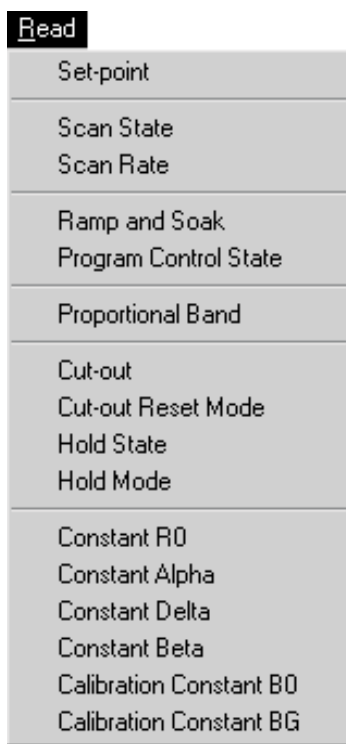 Read
Set-point
Scan State
Scan Rate
Ramp and Soak
Program Control State
Proportional Band
Cut-out
Cut-out Reset Mode
Hold State
Hold Mode
Constant R0
Constant Alpha
Constant Delta
Constant Beta
Calibration Constant B0
Calibration Constant BG